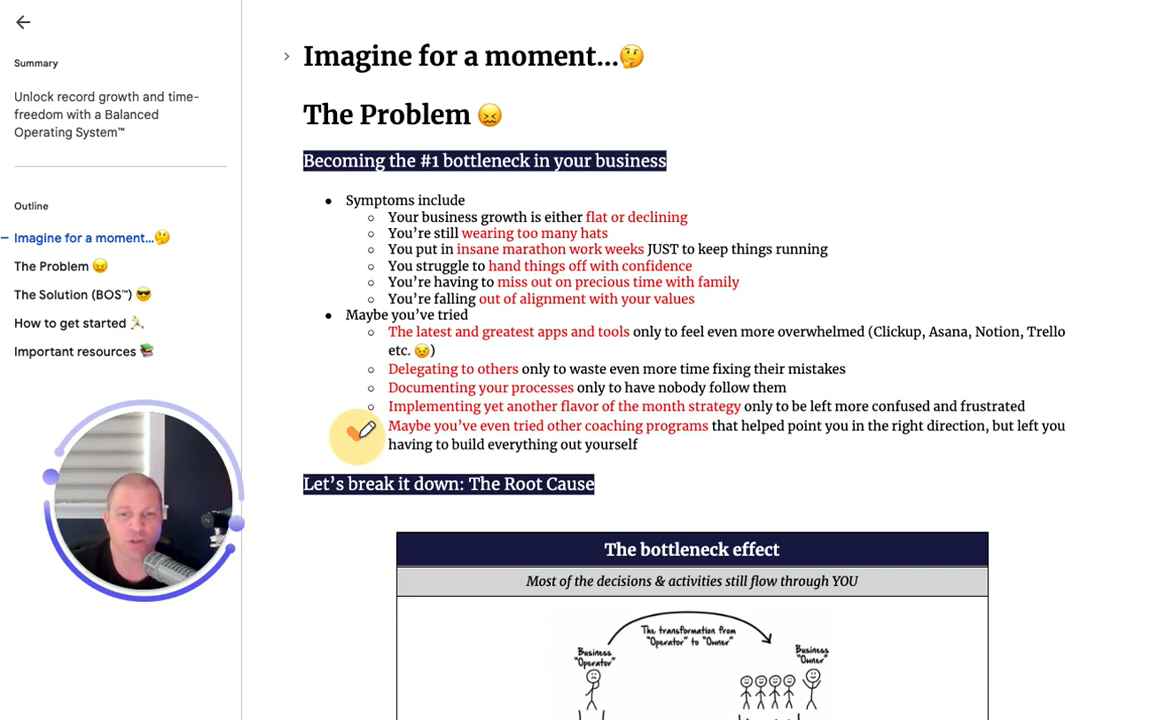 Summary
Unlock record growth and time-
freedom with a Balanced
Operating System™
Outline
Imagine for a moment...🤔
The Problem 😖
The Solution (BOS™) 😎
How to get started 🏃
Important resources 📚
Imagine for a moment...🤔
The Problem 😖
Becoming the #1 bottleneck in your business
● Symptoms include
○ Your business growth is either flat or declining
○ You’re still wearing too many hats
○ You put in insane marathon work weeks JUST to keep things running
○ You struggle to hand things off with confidence
○ You’re having to miss out on precious time with family
○ You’re falling out of alignment with your values
● Maybe you’ve tried
○ The latest and greatest apps and tools only to feel even more overwhelmed (Clickup, Asana, Notion, Trello
etc. 😣)
○ Delegating to others only to waste even more time fixing their mistakes
○ Documenting your processes only to have nobody follow them
○ Implementing yet another flavor of the month strategy only to be left more confused and frustrated
Maybe you’ve even tried other coaching programs that helped point you in the right direction, but left you
having to build everything out yourself
Let’s break it down: The Root Cause
The bottleneck effect
Most of the decisions & activities still flow through YOU
The transformation from
"Operator" to "Owner"
Business
"Operator"
Business
"Owner"